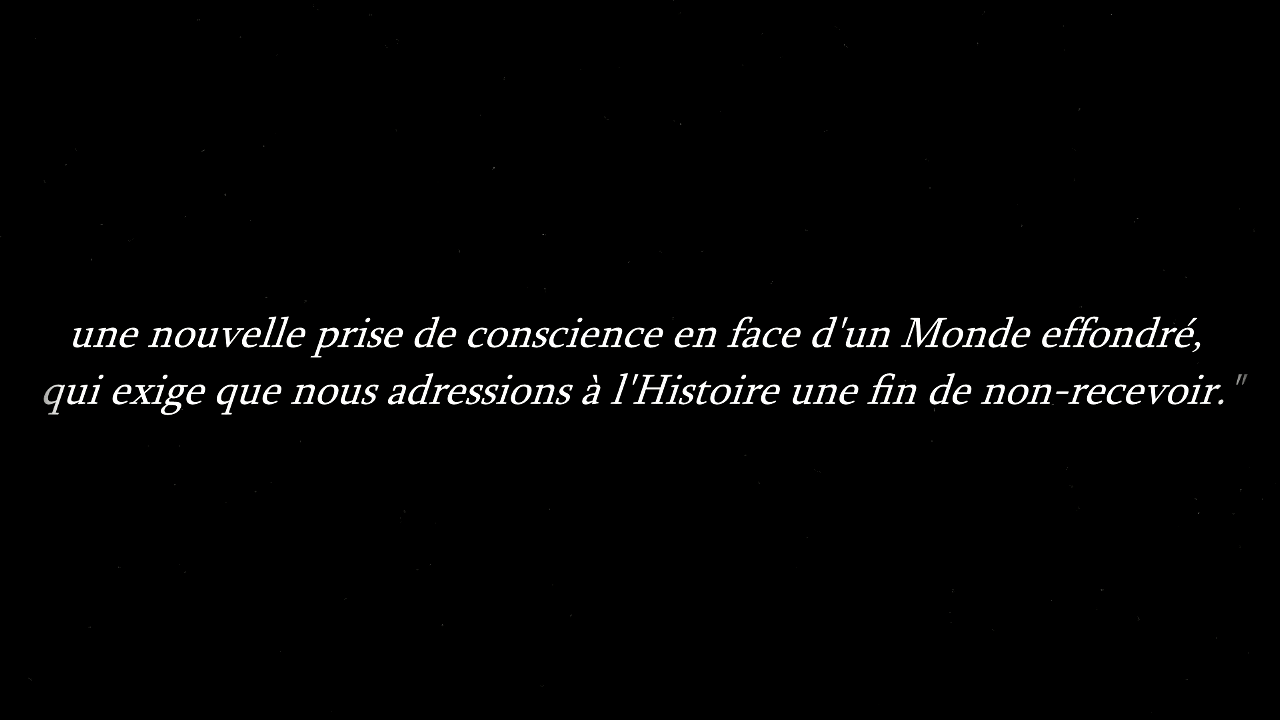 une nouvelle prise de conscience en face d'un Monde effondré,
qui exige que nous adressions à l'Histoire une fin de non-recevoir."